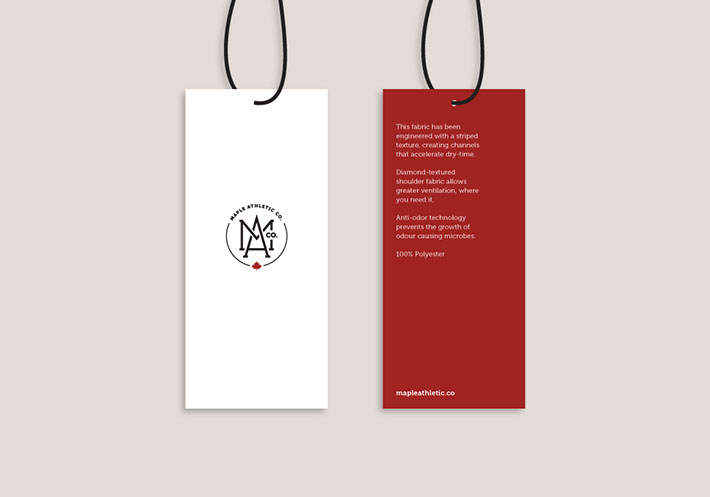 MAPLE ATHLETIC CO.
MA
CO.
This fabric has been
engineered with a striped
texture, creating channels
that accelerate dry-time.
Diamond-textured
shoulder fabric allows
greater ventilation, where
you need it.
Anti-odor technology
prevents the growth of
odour causing microbes.
100% Polyester
mapleathletic.co